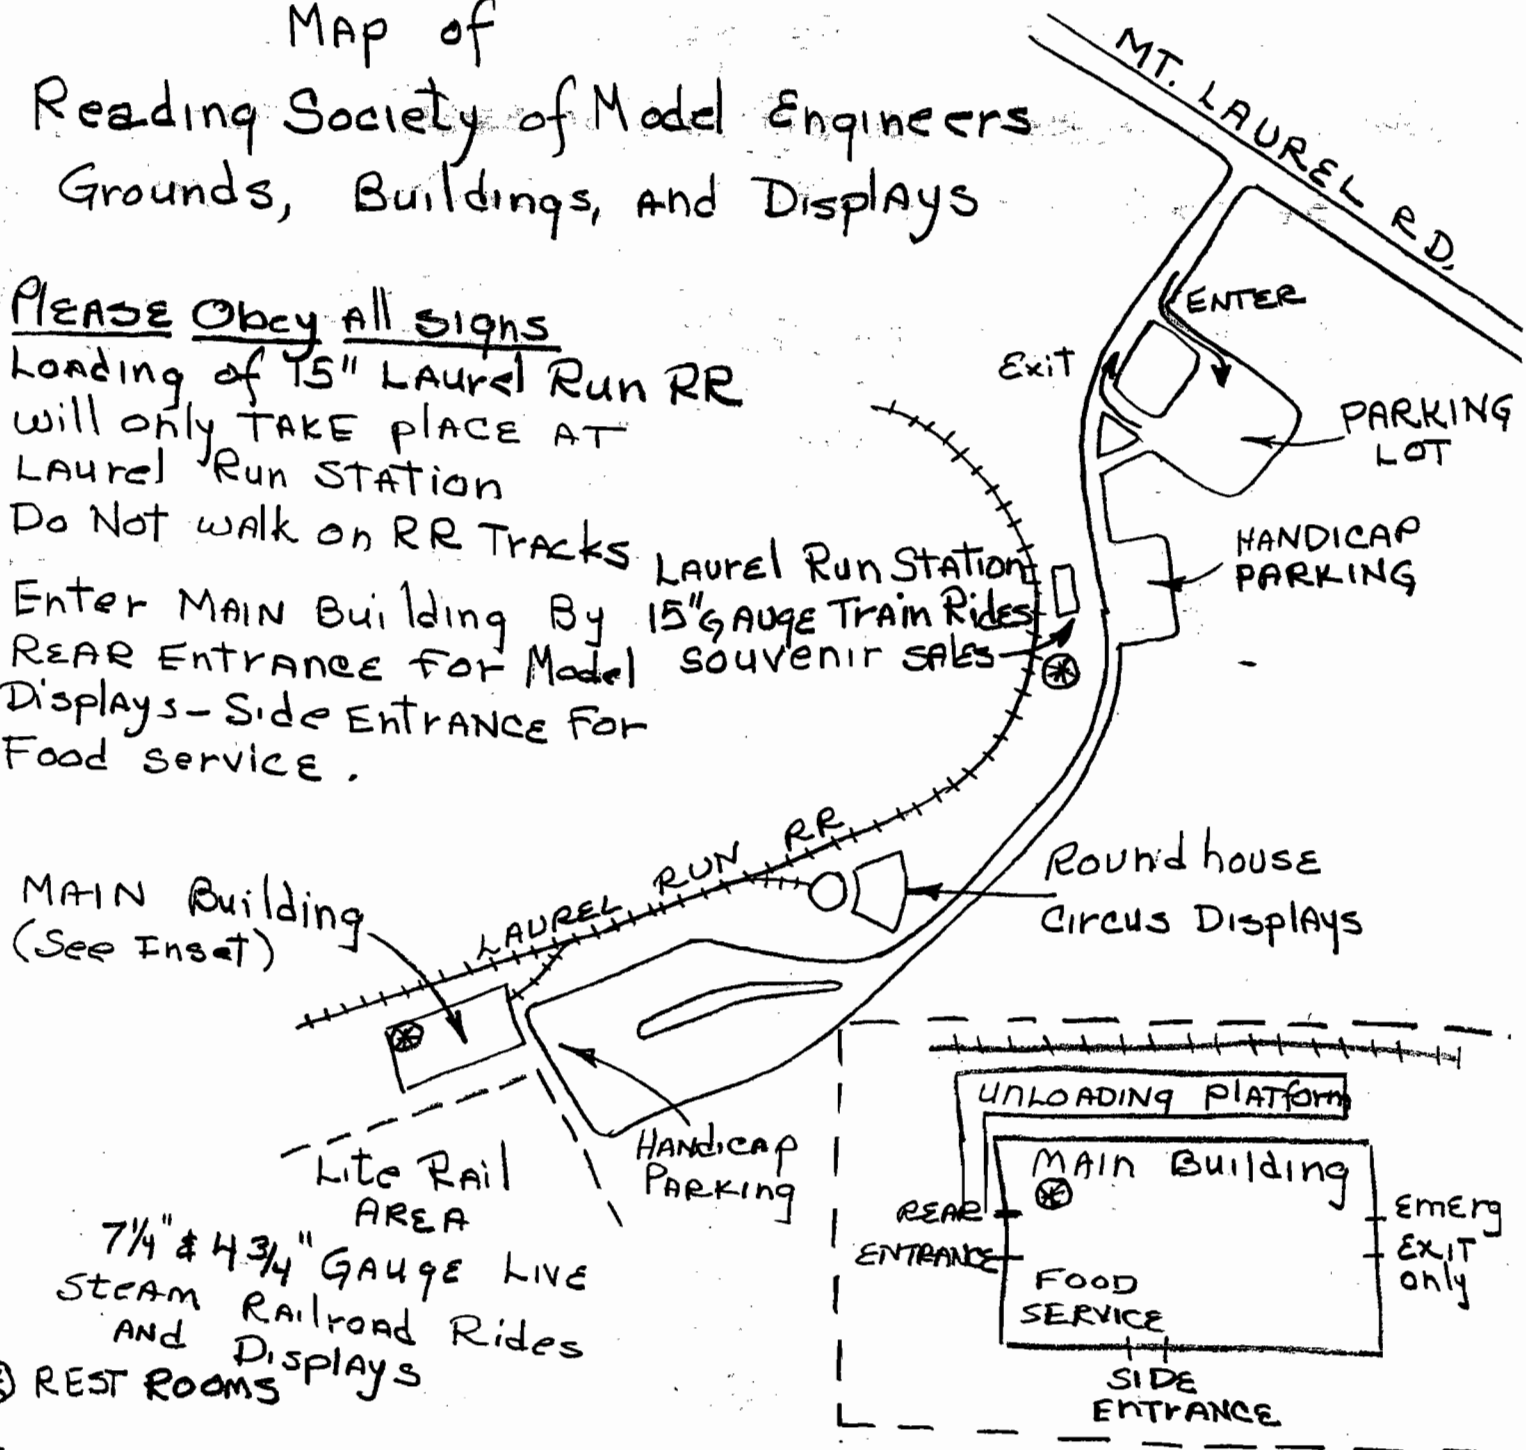 Map of
Reading Society of Model Engineers
Grounds, Buildings, And Displays
MT. LAUREL RD.
Please Obey All Signs
Loading of 15" Laurel Run RR
will only TAKE plACE AT
LAurel Run STATion
Do Not walk on RR Tracks
Enter MAIN Building By
REAR EntrANCE for Model
Displays - Side EntrANCE For
Food Service.
ENTER
Exit
PARKING
LOT
HANDICAP
PARKING
LAurel Run STATion
15" GAUGE TrAin Rides
Souvenir SALES
LAUREL RUN RR
Roundhouse
Circus Displays
MAIN Building
(See Inset)
HANdicAp
PARKING
Lite RAil
AREA
7¼" & 4¾" GAUGE LIVE
STEAM RAilroad Rides
AND Displays
REST ROOMS
UNLOADING PLATForm
MAIN Building
REAR
ENTRANCE
FOOD
SERVICE
EMErg
EXIT
only
SIDE
ENTrANCE